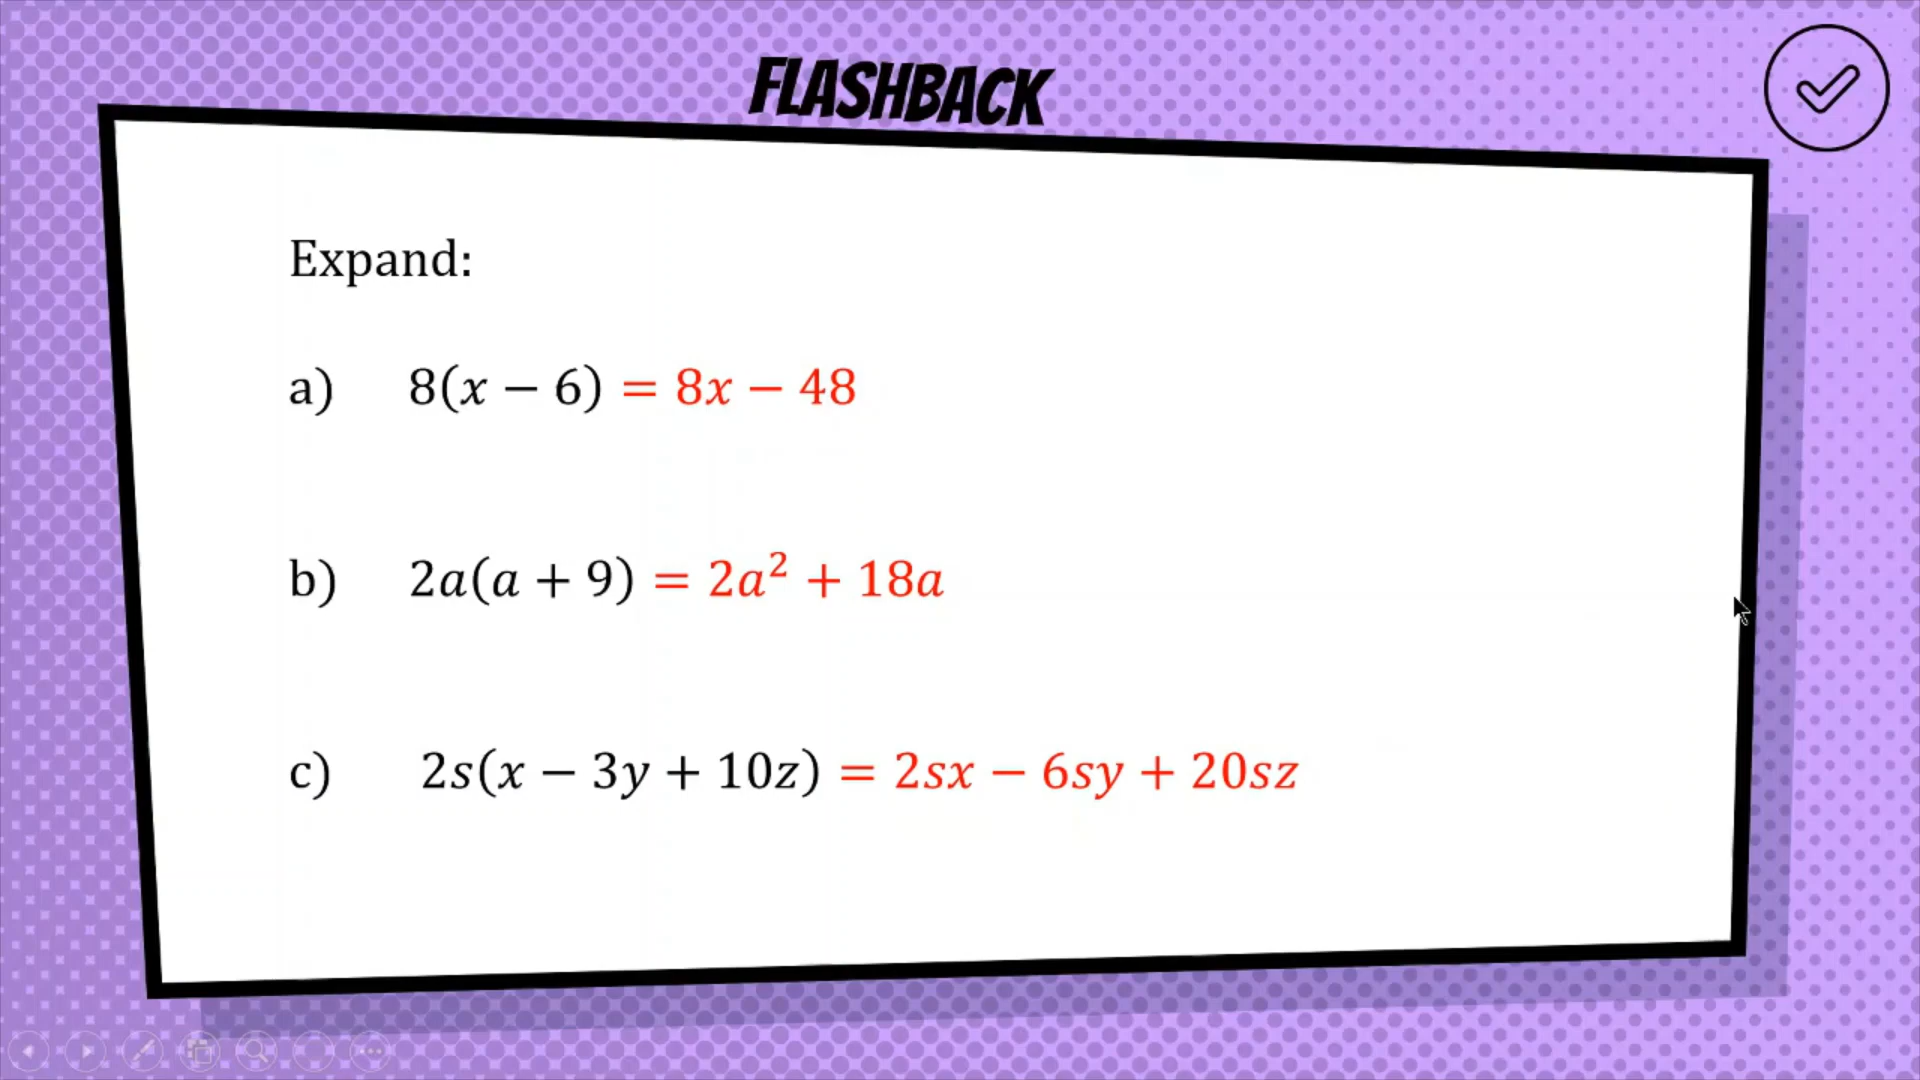 FLASHBACK
Expand:
a) 8(x − 6) = 8x − 48
b) 2a(a + 9) = 2a² + 18a
c) 2s(x − 3y + 10z) = 2sx − 6sy + 20sz